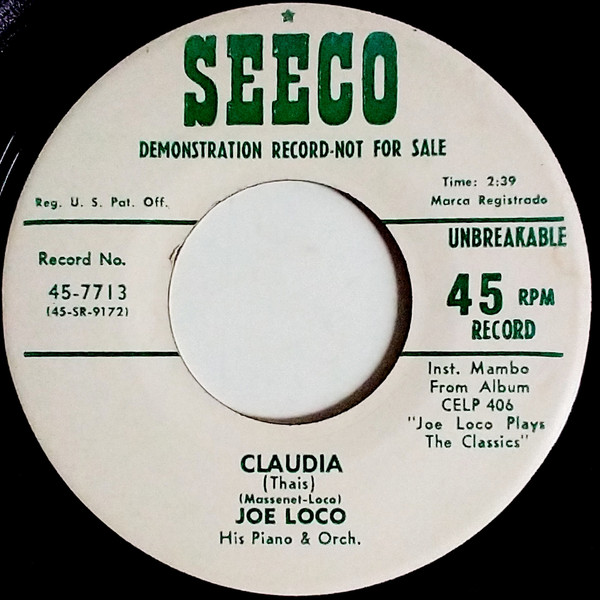 SEECO
DEMONSTRATION RECORD-NOT FOR SALE
Time: 2:39
Reg. U. S. Pat. Off.
Marca Registrado
UNBREAKABLE
Record No.
45-7713
(45-SR-9172)
45 RPM
RECORD
Inst. Mambo
From Album
CELP 406
"Joe Loco Plays
The Classics"
CLAUDIA
(Thais)
(Massenet-Loco)
JOE LOCO
His Piano & Orch.